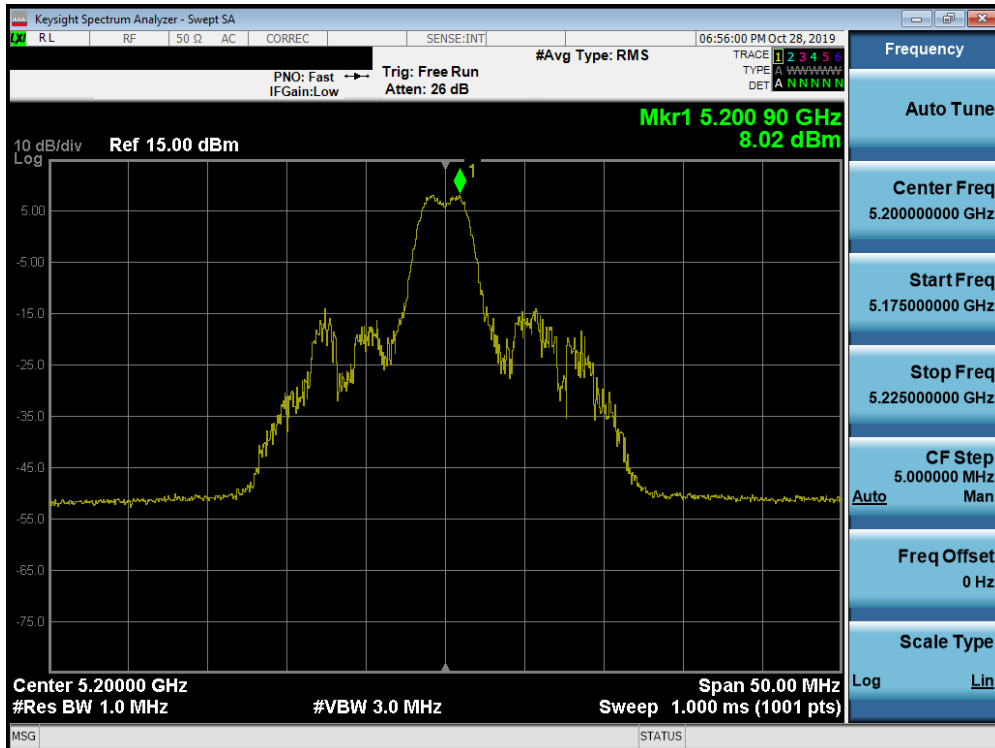 Keysight Spectrum Analyzer - Swept SA
LXI RL RF 50 Ω AC CORREC SENSE:INT 06:56:00 PM Oct 28, 2019
#Avg Type: RMS TRACE 1 2 3 4 5 6
PNO: Fast Trig: Free Run TYPE A WWWWW
IFGain:Low Atten: 26 dB DET A N N N N N
Mkr1 5.200 90 GHz
8.02 dBm
10 dB/div Ref 15.00 dBm
Log
1
5.00
-5.00
-15.0
-25.0
-35.0
-45.0
-55.0
-65.0
-75.0
Center 5.20000 GHz Span 50.00 MHz
#Res BW 1.0 MHz #VBW 3.0 MHz Sweep 1.000 ms (1001 pts)
MSG STATUS
Frequency
Auto Tune
Center Freq
5.200000000 GHz
Start Freq
5.175000000 GHz
Stop Freq
5.225000000 GHz
CF Step
5.000000 MHz
Auto Man
Freq Offset
0 Hz
Scale Type
Log Lin